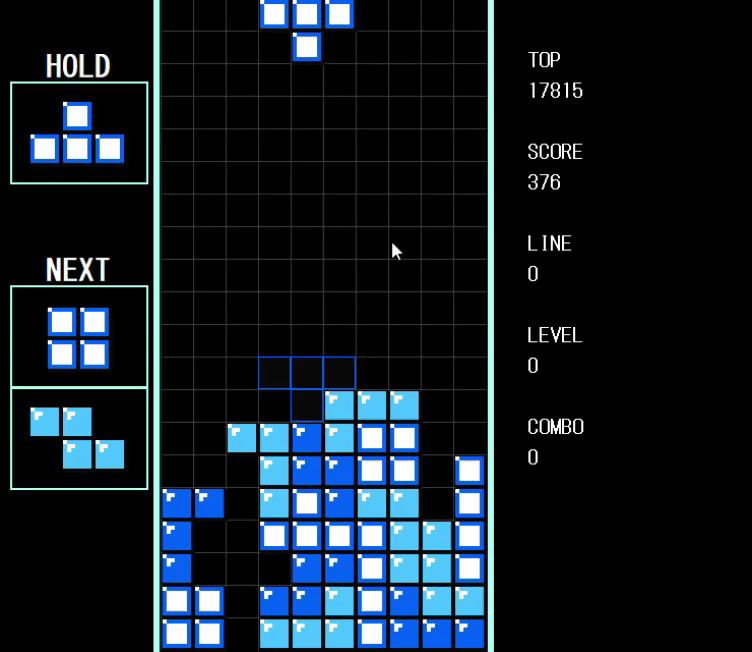 HOLD
NEXT
TOP
17815
SCORE
376
LINE
0
LEVEL
0
COMBO
0